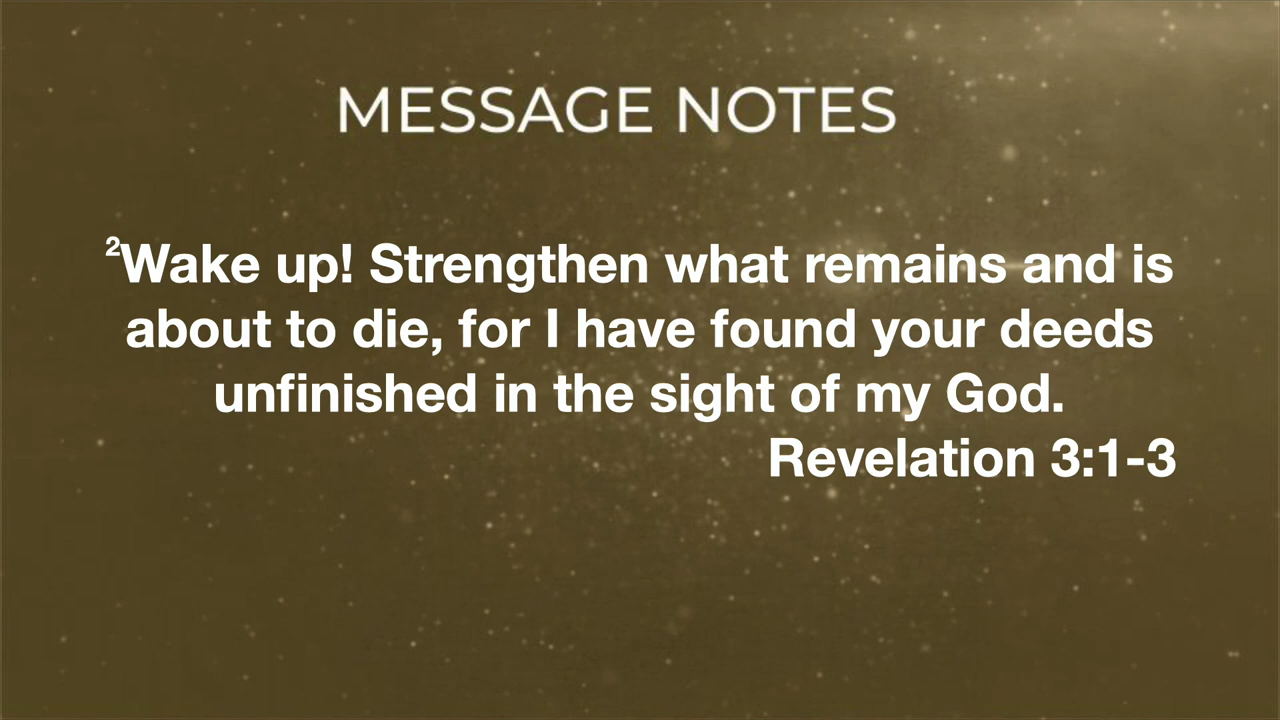 MESSAGE NOTES
²Wake up! Strengthen what remains and is
about to die, for I have found your deeds
unfinished in the sight of my God.
Revelation 3:1-3